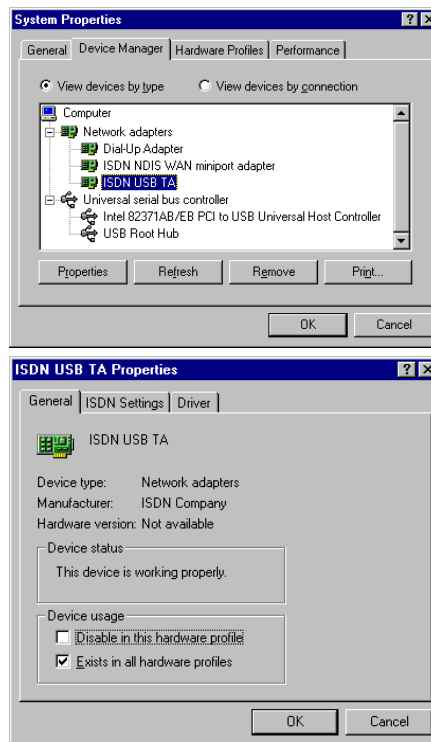 System Properties
General Device Manager Hardware Profiles Performance
View devices by type View devices by connection
Computer
Network adapters
Dial-Up Adapter
ISDN NDIS WAN miniport adapter
ISDN USB TA
Universal serial bus controller
Intel 82371AB/EB PCI to USB Universal Host Controller
USB Root Hub
Properties Refresh Remove Print...
OK Cancel
ISDN USB TA Properties
General ISDN Settings Driver
ISDN USB TA
Device type: Network adapters
Manufacturer: ISDN Company
Hardware version: Not available
Device status
This device is working properly.
Device usage
Disable in this hardware profile
Exists in all hardware profiles
OK Cancel